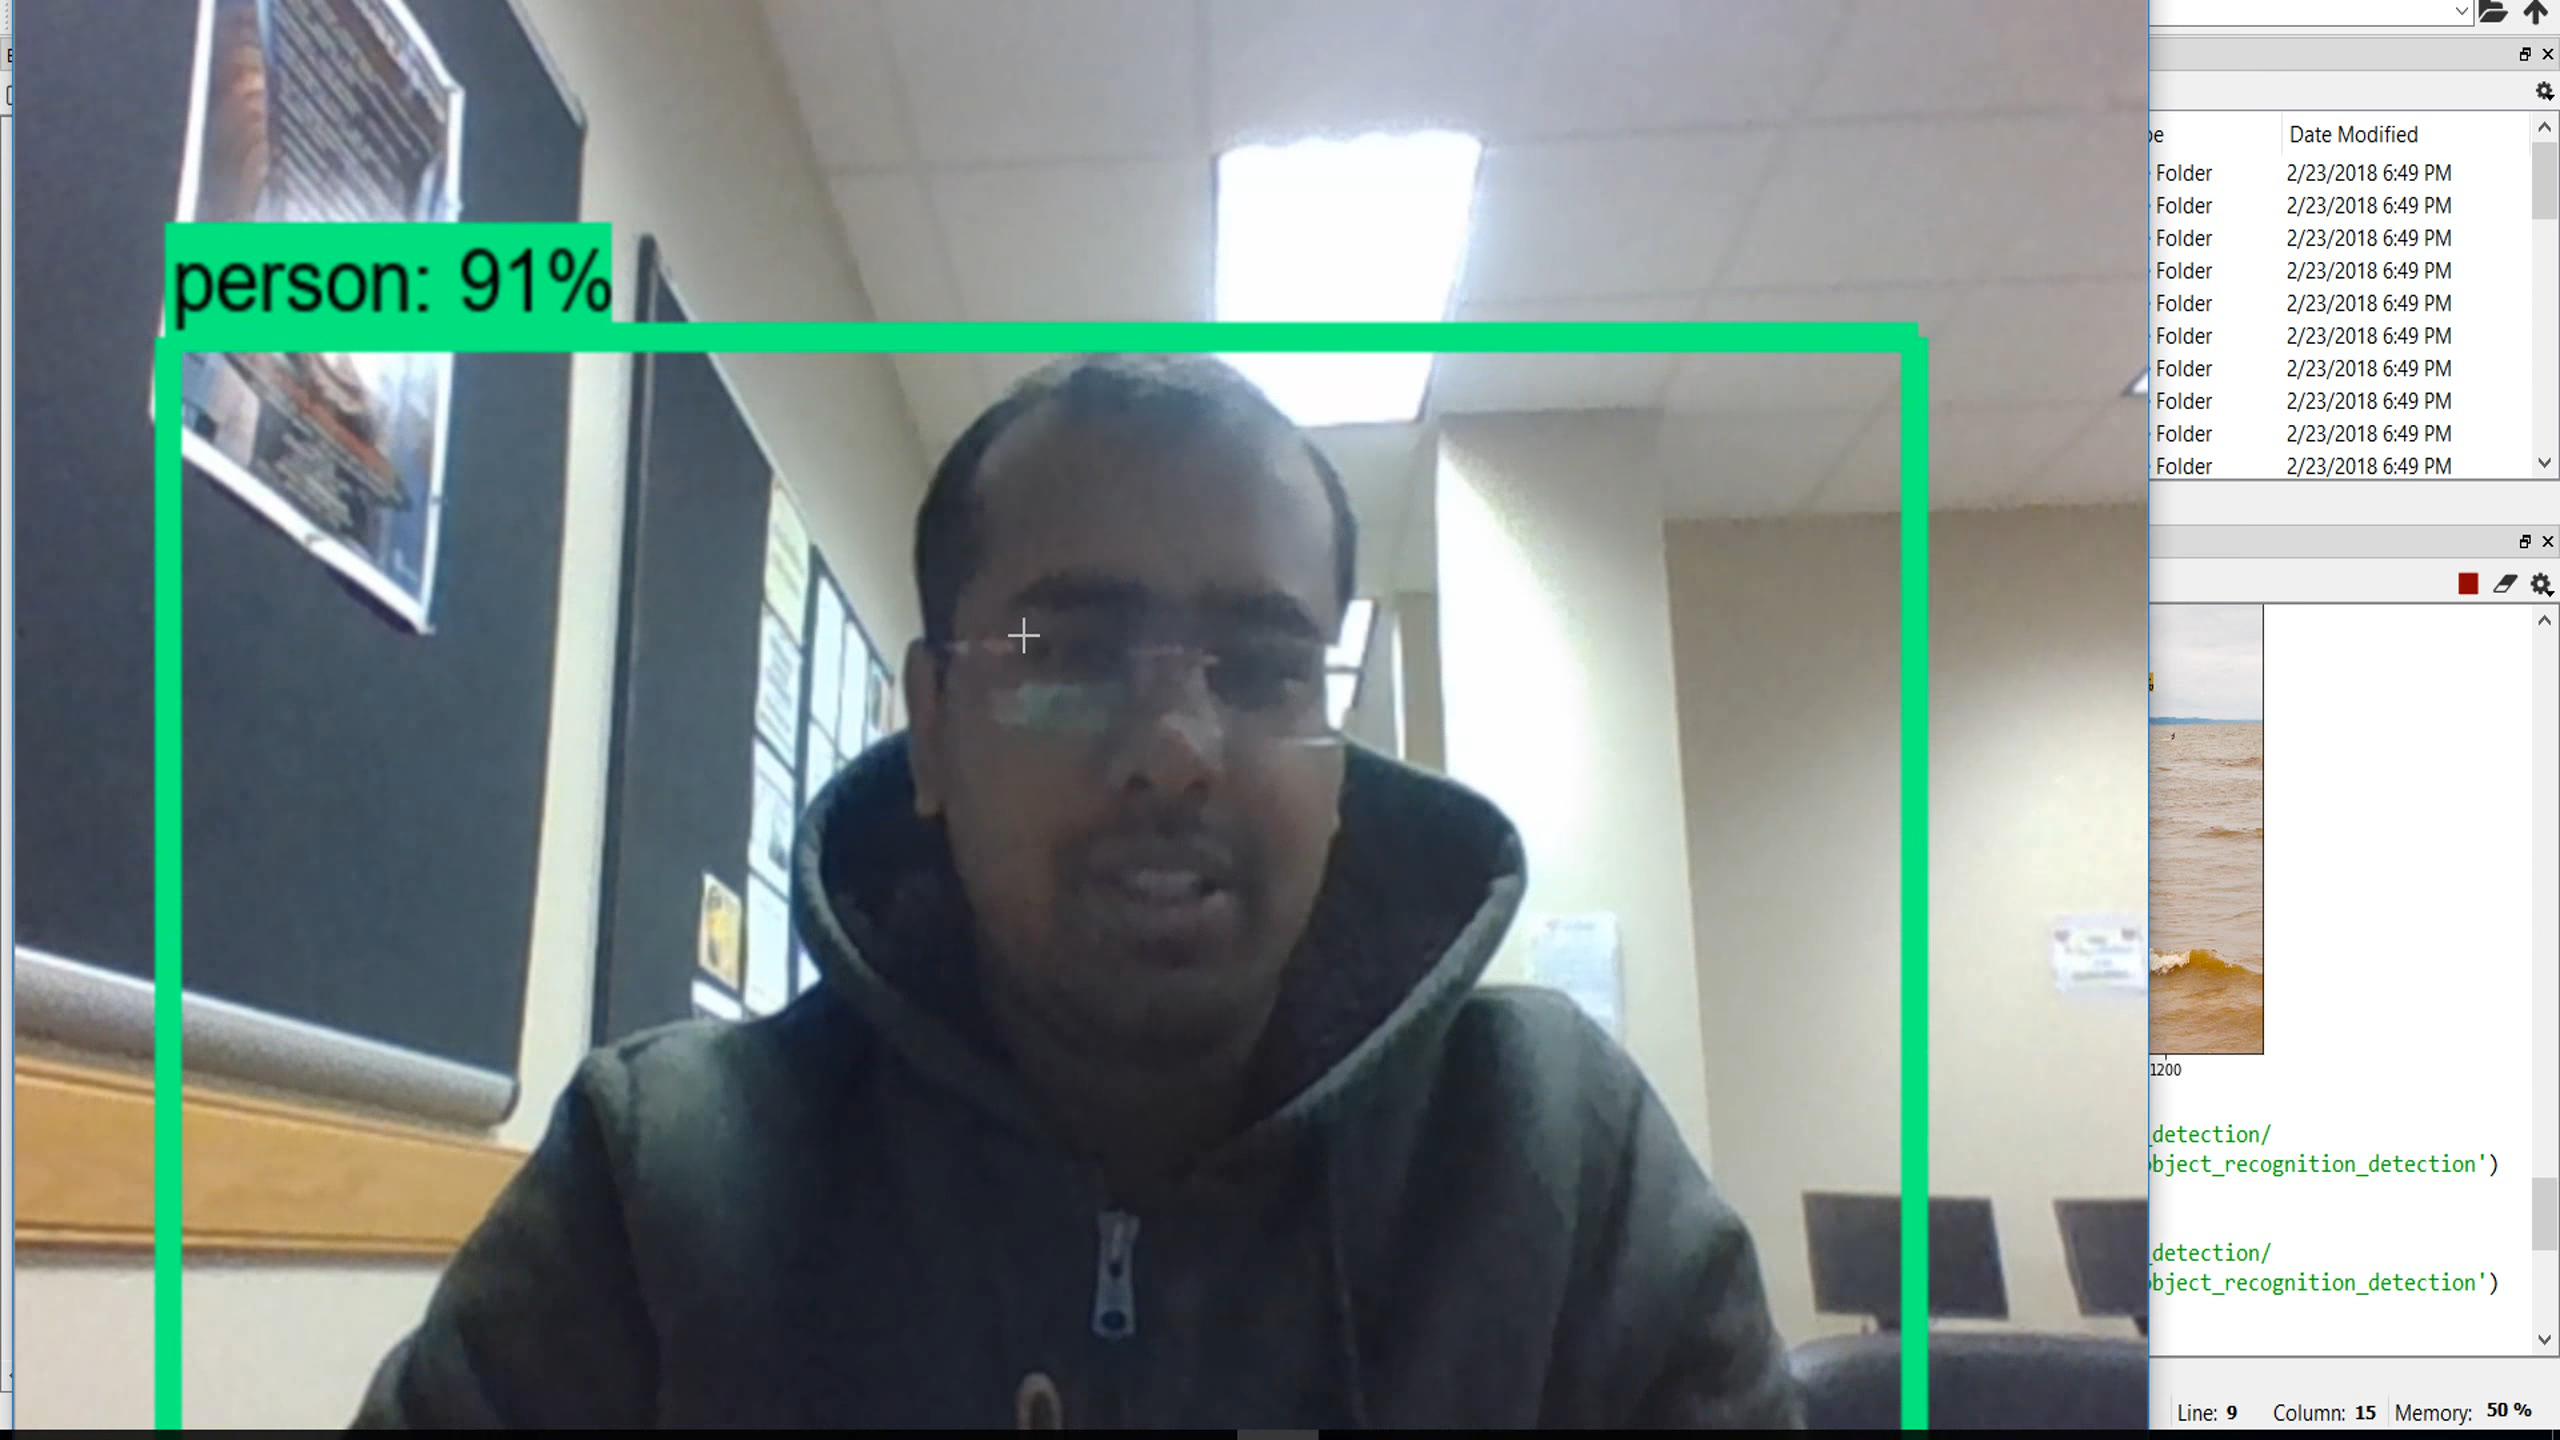 person: 91%
Date Modified
Folder 2/23/2018 6:49 PM
Folder 2/23/2018 6:49 PM
Folder 2/23/2018 6:49 PM
Folder 2/23/2018 6:49 PM
Folder 2/23/2018 6:49 PM
Folder 2/23/2018 6:49 PM
Folder 2/23/2018 6:49 PM
Folder 2/23/2018 6:49 PM
Folder 2/23/2018 6:49 PM
Folder 2/23/2018 6:49 PM
1200
_detection/
bject_recognition_detection')
_detection/
bject_recognition_detection')
Line: 9 Column: 15 Memory: 50 %